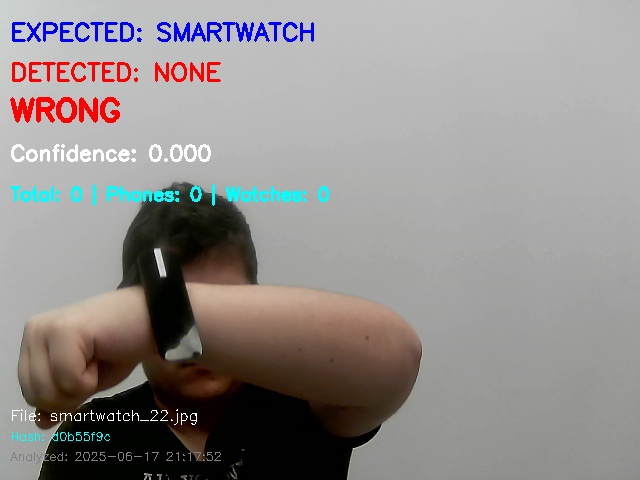 EXPECTED: SMARTWATCH
DETECTED: NONE
WRONG
Confidence: 0.000
Total: 0 | Phones: 0 | Watches: 0
File: smartwatch_22.jpg
Hash: d0b55f9c
Analyzed: 2025-06-17 21:17:52